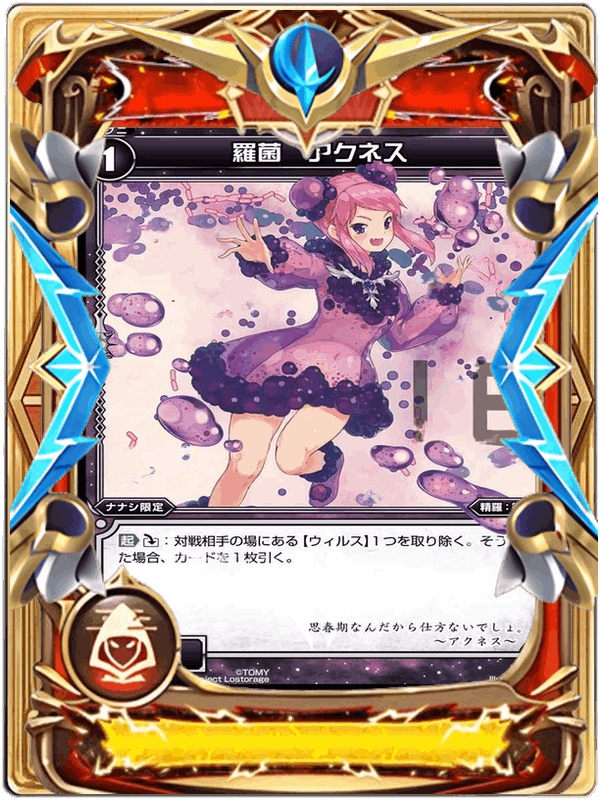 1
羅菌 アクネス
ナナシ限定
精羅:
起 : 対戦相手の場にある【ウィルス】1つを取り除く。そう
た場合、カードを1枚引く。
思春期なんだから仕方ないでしょ。
~アクネス~
©TOMY
ject Lostorage